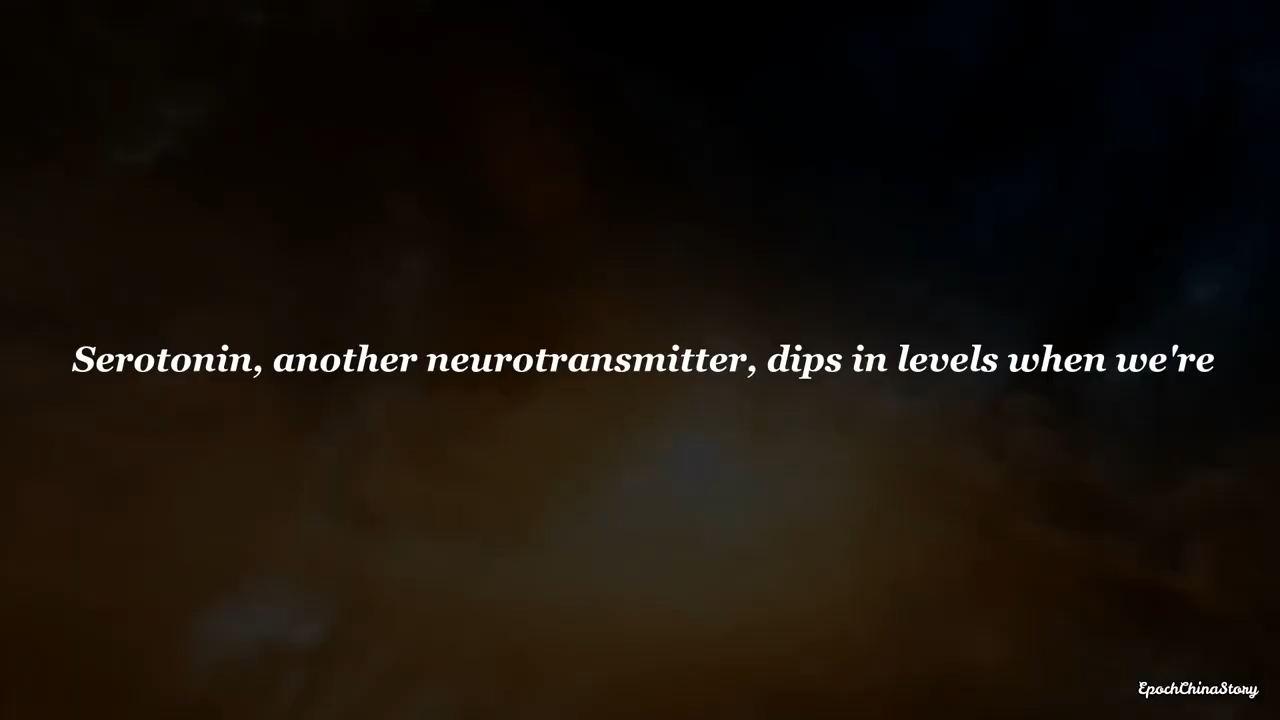 Serotonin, another neurotransmitter, dips in levels when we're
EpochChinaStory